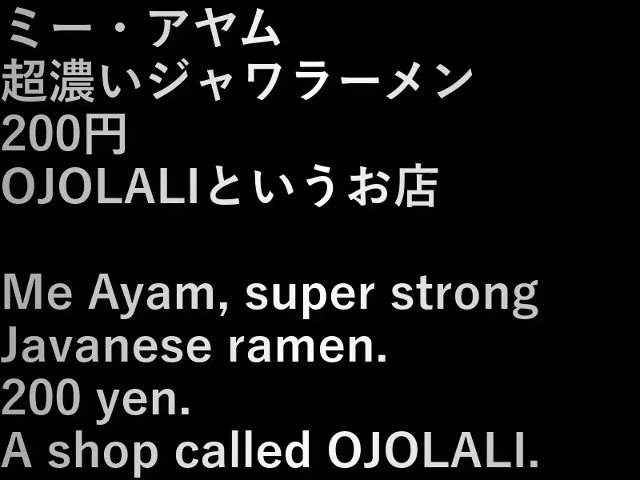 ミー・アヤム
超濃いジャワラーメン
200円
OJOLALIというお店
Me Ayam, super strong
Javanese ramen.
200 yen.
A shop called OJOLALI.